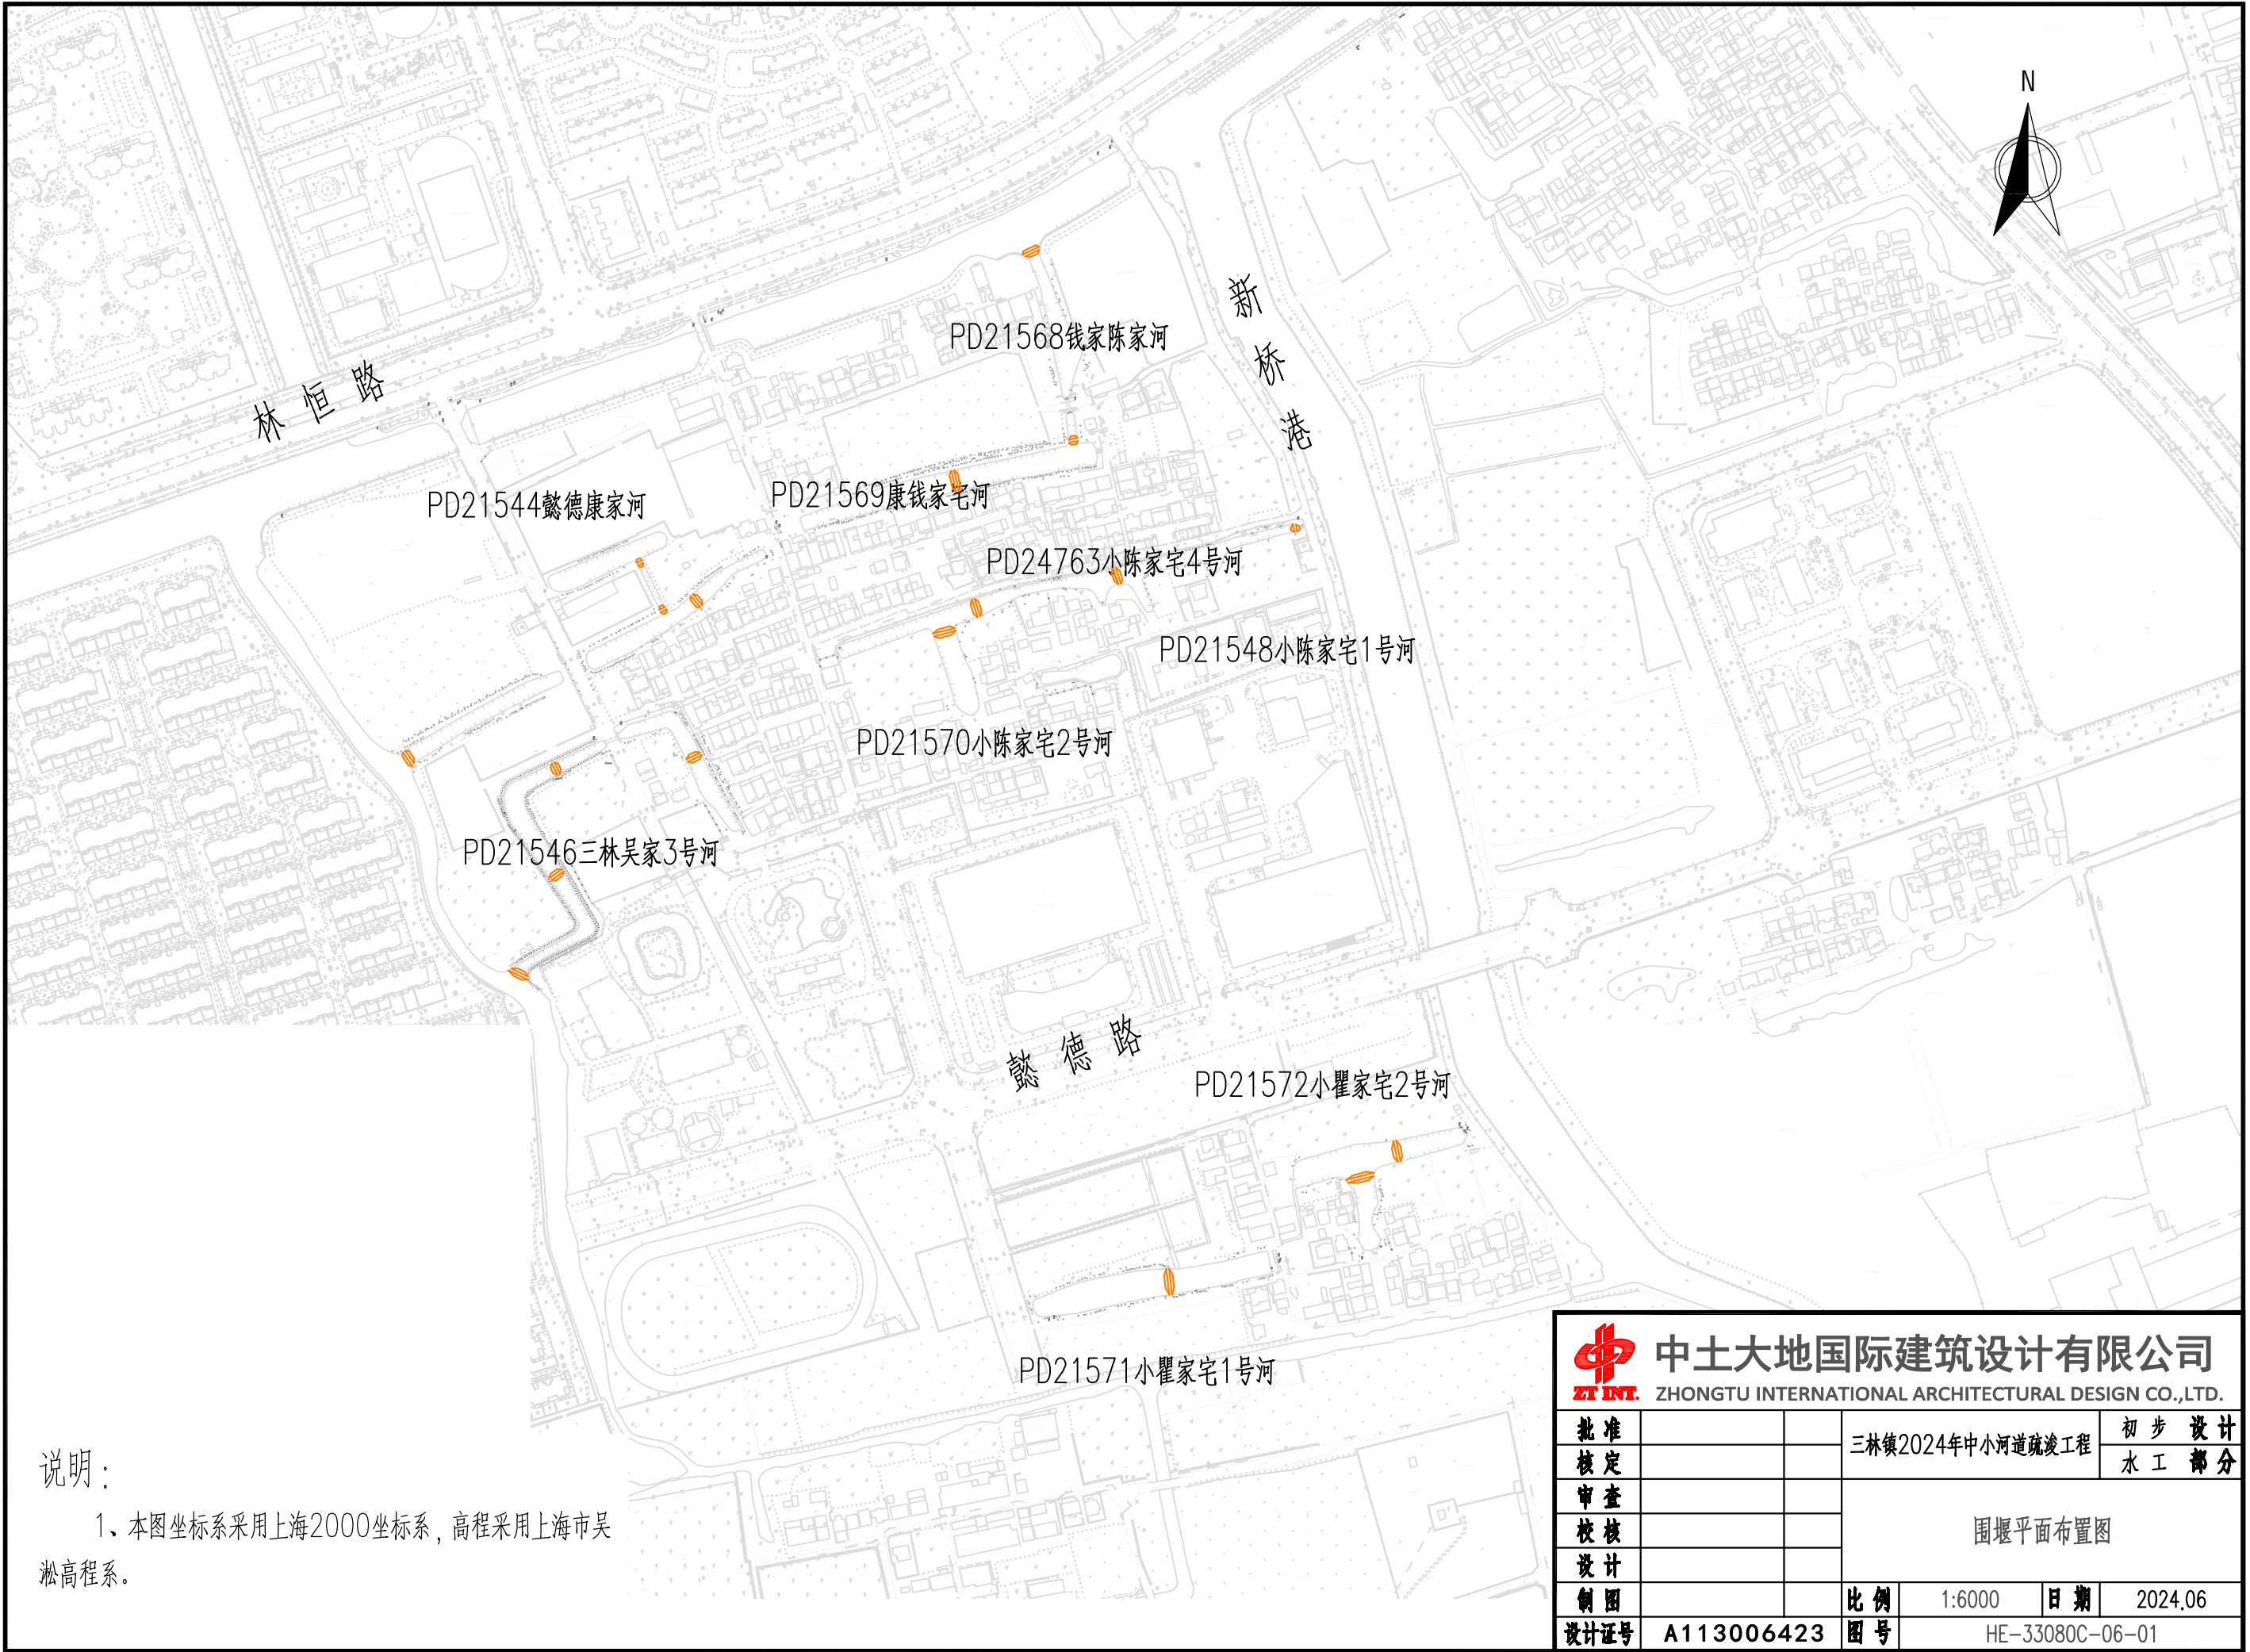 N
新桥港
PD21568钱家陈家河
林恒路
PD21544懿德康家河
PD21569康钱家宅河
PD24763小陈家宅4号河
PD21548小陈家宅1号河
PD21570小陈家宅2号河
PD21546三林吴家3号河
懿德路
PD21572小瞿家宅2号河
PD21571小瞿家宅1号河
说明：
1、本图坐标系采用上海2000坐标系，高程采用上海市吴
淞高程系。
ZT INT.
中土大地国际建筑设计有限公司
ZHONGTU INTERNATIONAL ARCHITECTURAL DESIGN CO.,LTD.
批准
三林镇2024年中小河道疏浚工程
初步 设计
核定
水工 部分
审查
校核
围堰平面布置图
设计
制图
比例 1:6000 日期 2024.06
设计证号 A113006423 图号 HE-33080C-06-01